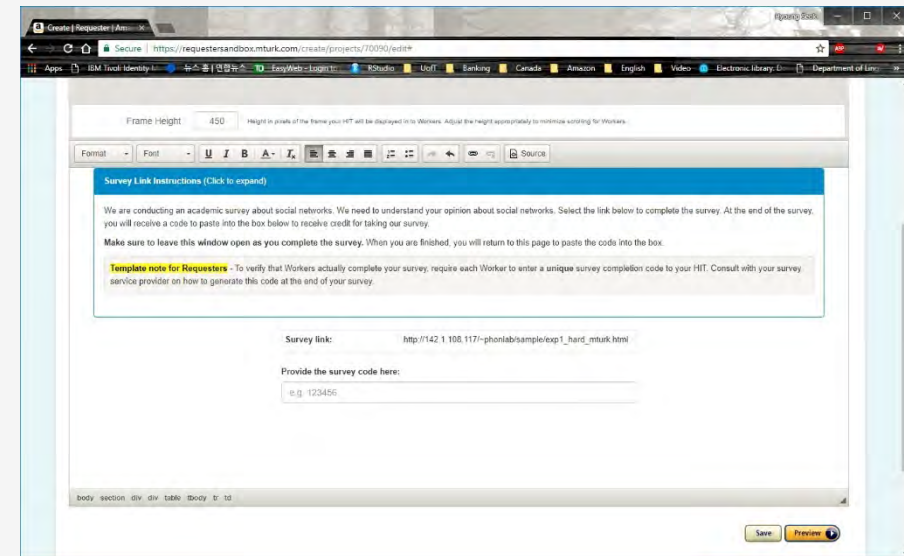 Create | Requester | Am
Secure | https://requestersandbox.mturk.com/create/projects/70090/edit#
Apps IBM Tivoli Identity 뉴스홈 | 연합뉴스 EasyWeb - Login RStudio UofT Banking Canada Amazon English Video Electronic library, D Department of Ling
Frame Height 450 Height in pixels of the frame your HIT will be displayed in to Workers. Adjust the height appropriately to minimize scrolling for Workers.
Format Font U I B A Tx Source
Survey Link Instructions (Click to expand)
We are conducting an academic survey about social networks. We need to understand your opinion about social networks. Select the link below to complete the survey. At the end of the survey,
you will receive a code to paste into the box below to receive credit for taking our survey.
Make sure to leave this window open as you complete the survey. When you are finished, you will return to this page to paste the code into the box.
Template note for Requesters - To verify that Workers actually complete your survey, require each Worker to enter a unique survey completion code to your HIT. Consult with your survey
service provider on how to generate this code at the end of your survey.
Survey link: http://142.1.108.117/~phonlab/sample/exp1_hard_mturk.html
Provide the survey code here:
e.g. 123456
body section div div table tbody tr td
Save Preview